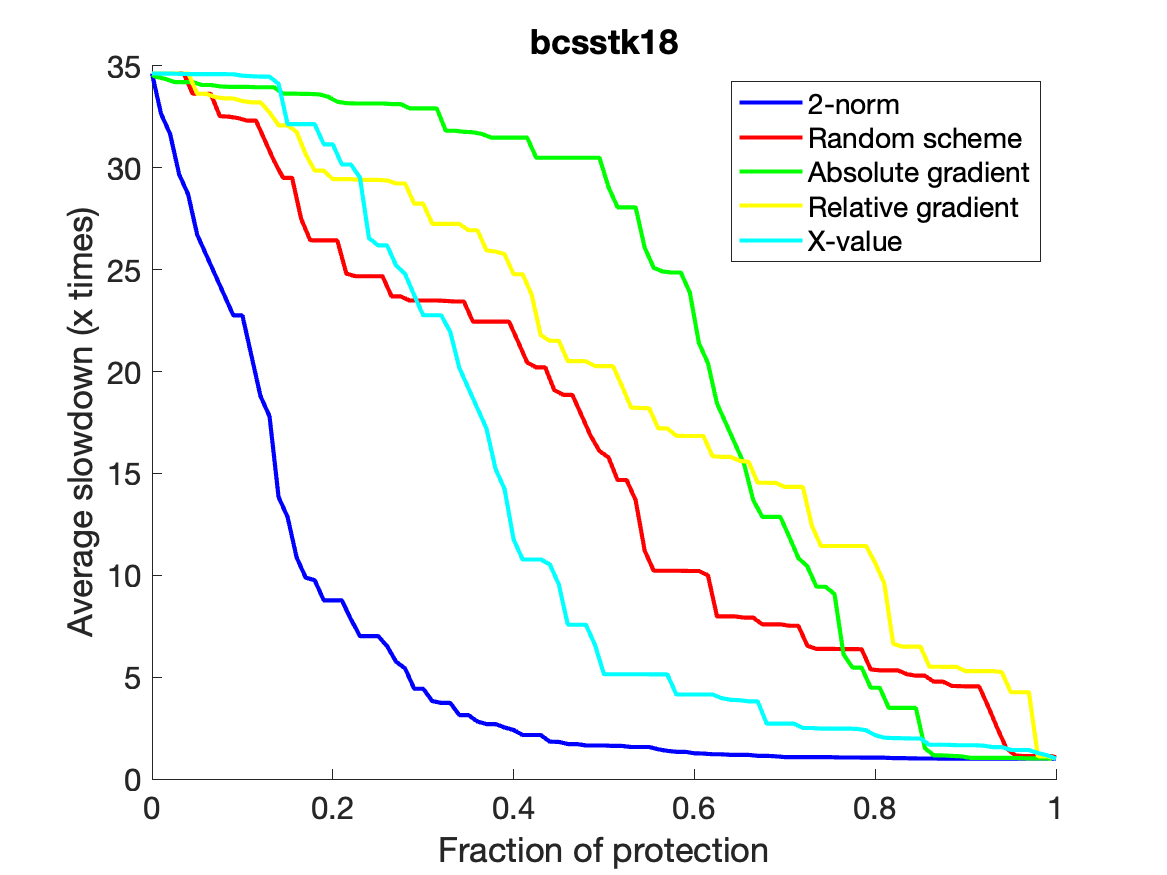 bcsstk18
35
30
25
20
15
10
5
0
Average slowdown (x times)
2-norm
Random scheme
Absolute gradient
Relative gradient
X-value
0 0.2 0.4 0.6 0.8 1
Fraction of protection